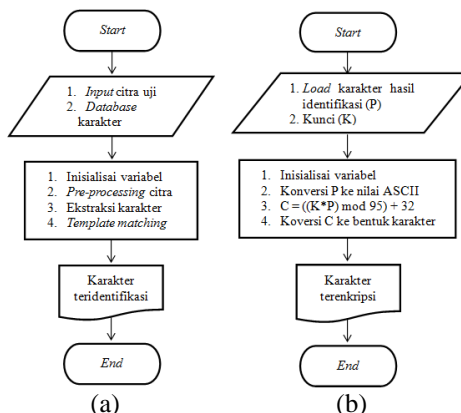 Start
1. Input citra uji
2. Database
karakter
1. Inisialisai variabel
2. Pre-processing citra
3. Ekstraksi karakter
4. Template matching
Karakter
teridentifikasi
End
(a)
Start
1. Load karakter hasil
identifikasi (P)
2. Kunci (K)
1. Inisialisai variabel
2. Konversi P ke nilai ASCII
3. C = ((K*P) mod 95) + 32
4. Koversi C ke bentuk karakter
Karakter
terenkripsi
End
(b)